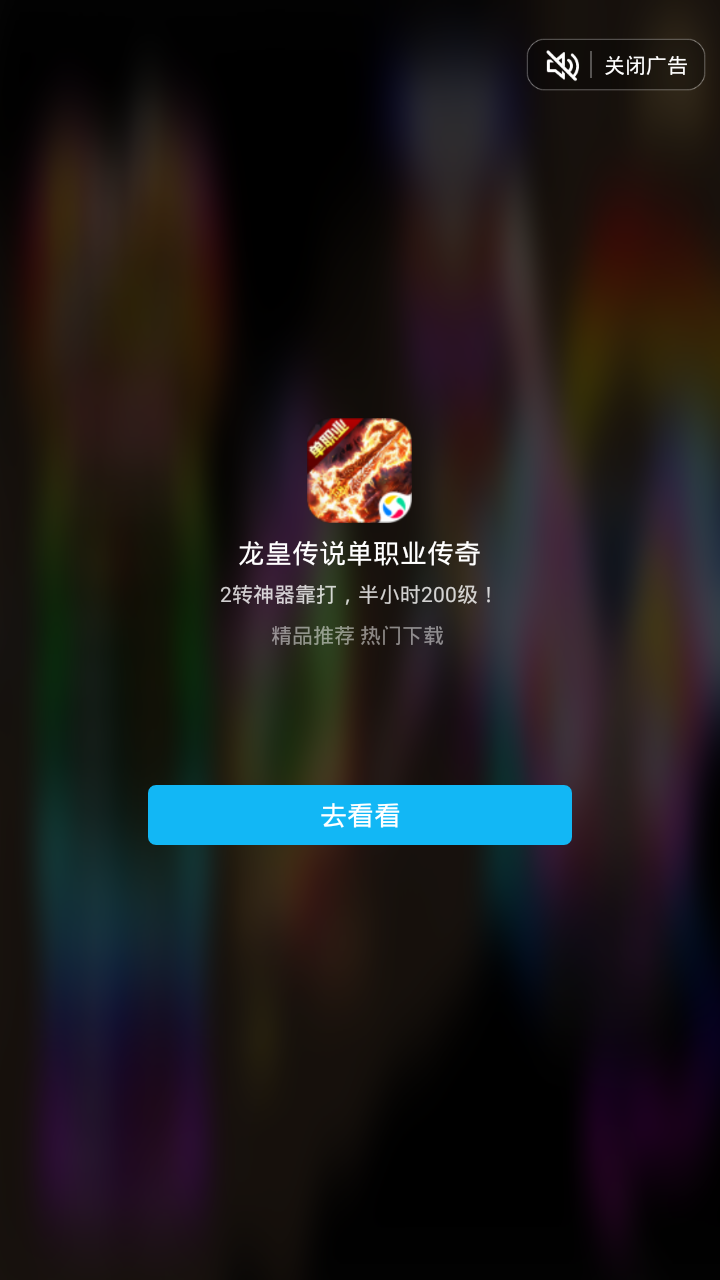 关闭广告
单职业
龙皇传说单职业传奇
2转神器靠打，半小时200级！
精品推荐 热门下载
去看看